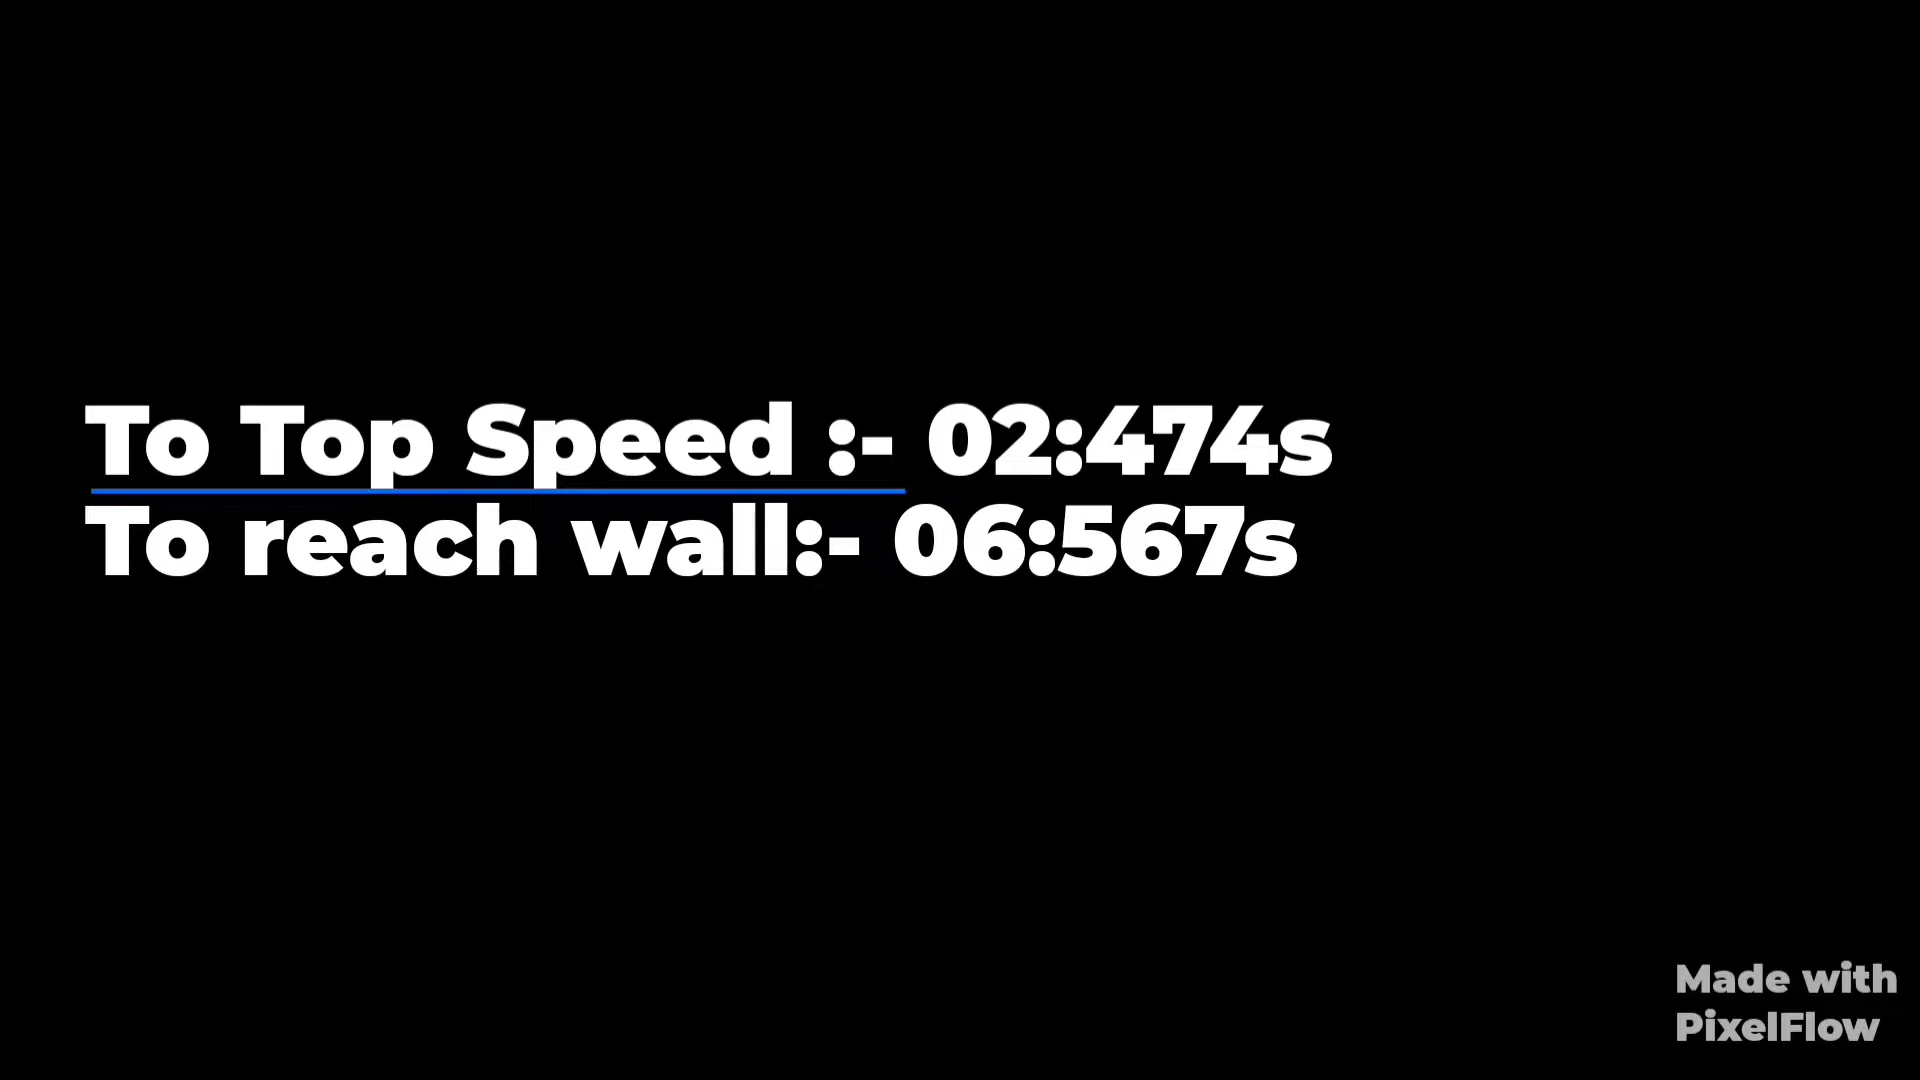 To Top Speed :- 02:474s
To reach wall:- 06:567s
Made with
PixelFlow